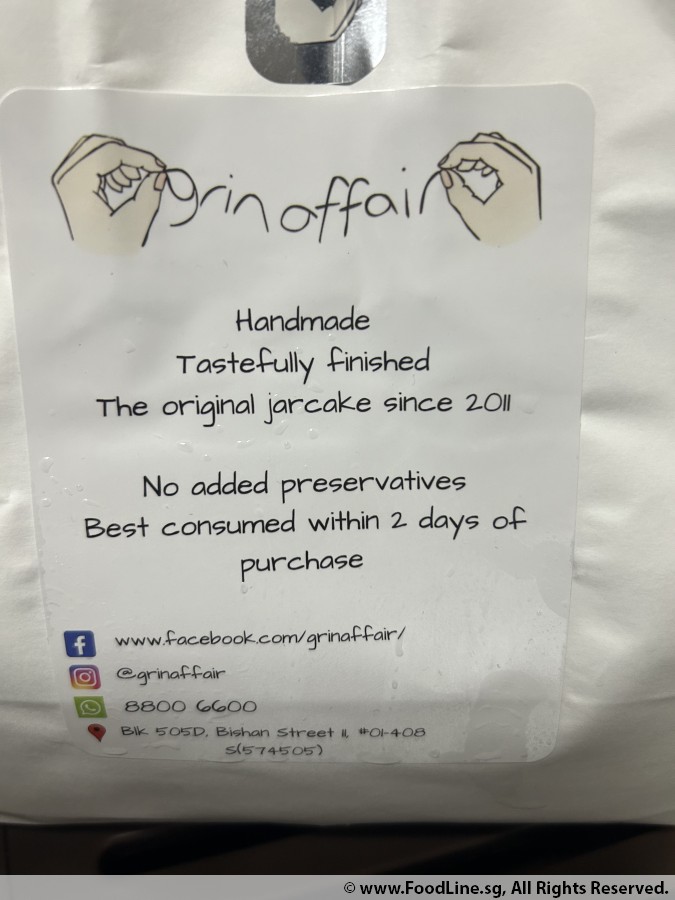 grin affair
Handmade
Tastefully finished
The original jarcake since 2011
No added preservatives
Best consumed within 2 days of
purchase
www.facebook.com/grinaffair/
@grinaffair
8800 6600
Blk 505D, Bishan Street 11, #01-408
S(574505)
© www.FoodLine.sg, All Rights Reserved.